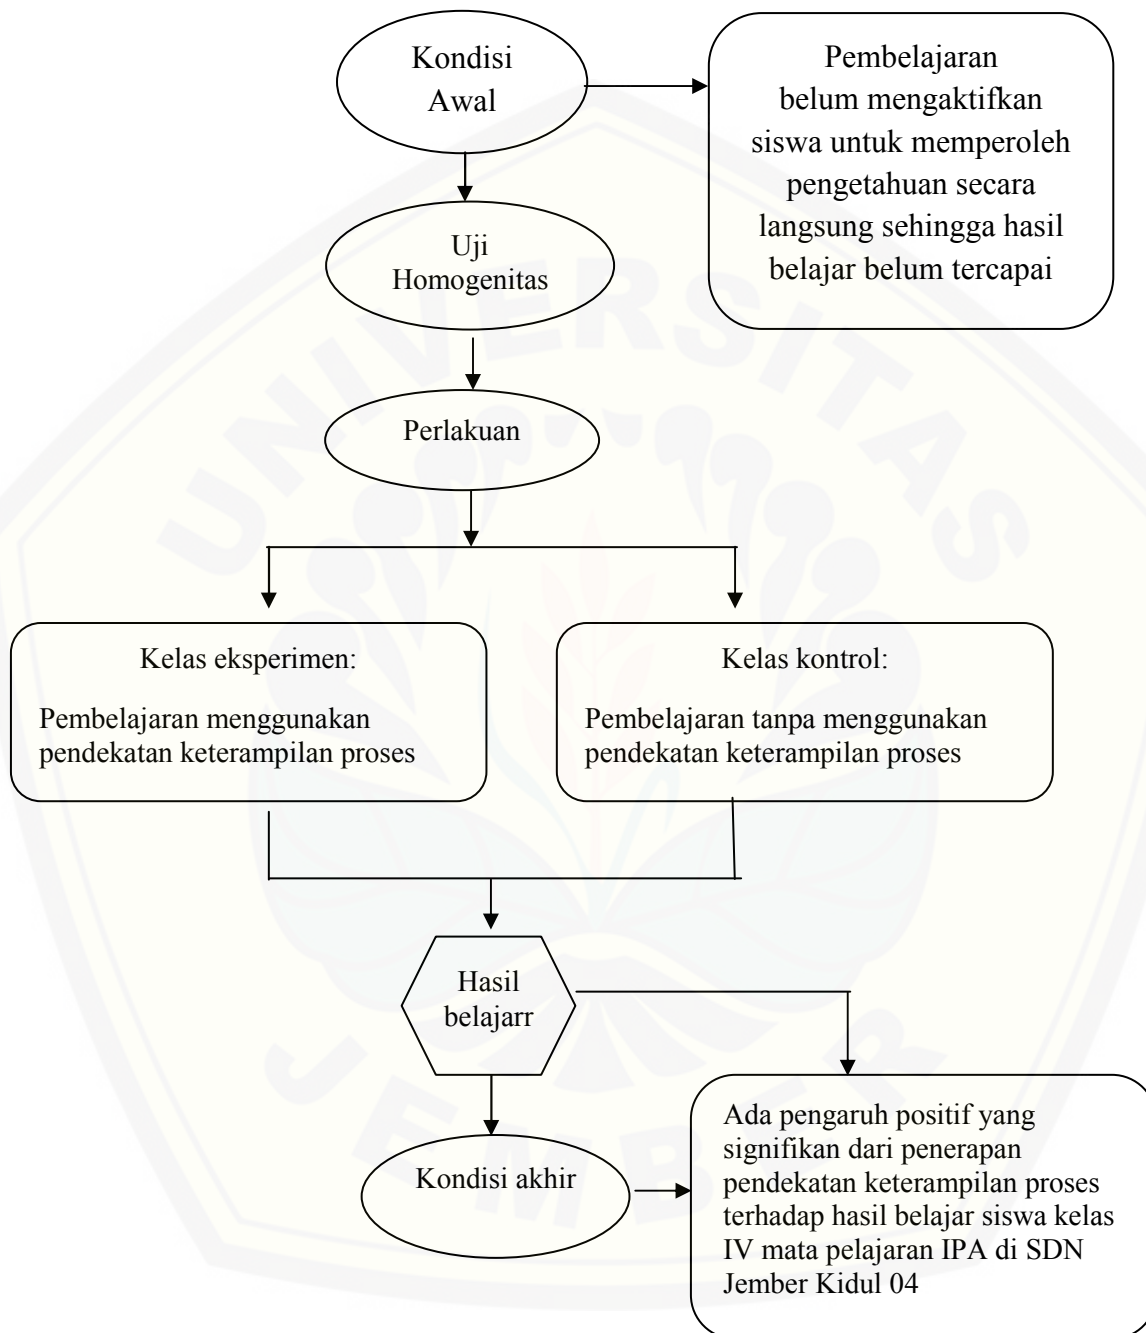 Kondisi
Awal
Pembelajaran
belum mengaktifkan
siswa untuk memperoleh
pengetahuan secara
langsung sehingga hasil
belajar belum tercapai
Uji
Homogenitas
Perlakuan
Kelas eksperimen:
Pembelajaran menggunakan
pendekatan keterampilan proses
Kelas kontrol:
Pembelajaran tanpa menggunakan
pendekatan keterampilan proses
Hasil
belajarr
Kondisi akhir
Ada pengaruh positif yang
signifikan dari penerapan
pendekatan keterampilan proses
terhadap hasil belajar siswa kelas
IV mata pelajaran IPA di SDN
Jember Kidul 04
UNIVERSITAS
JEMBER